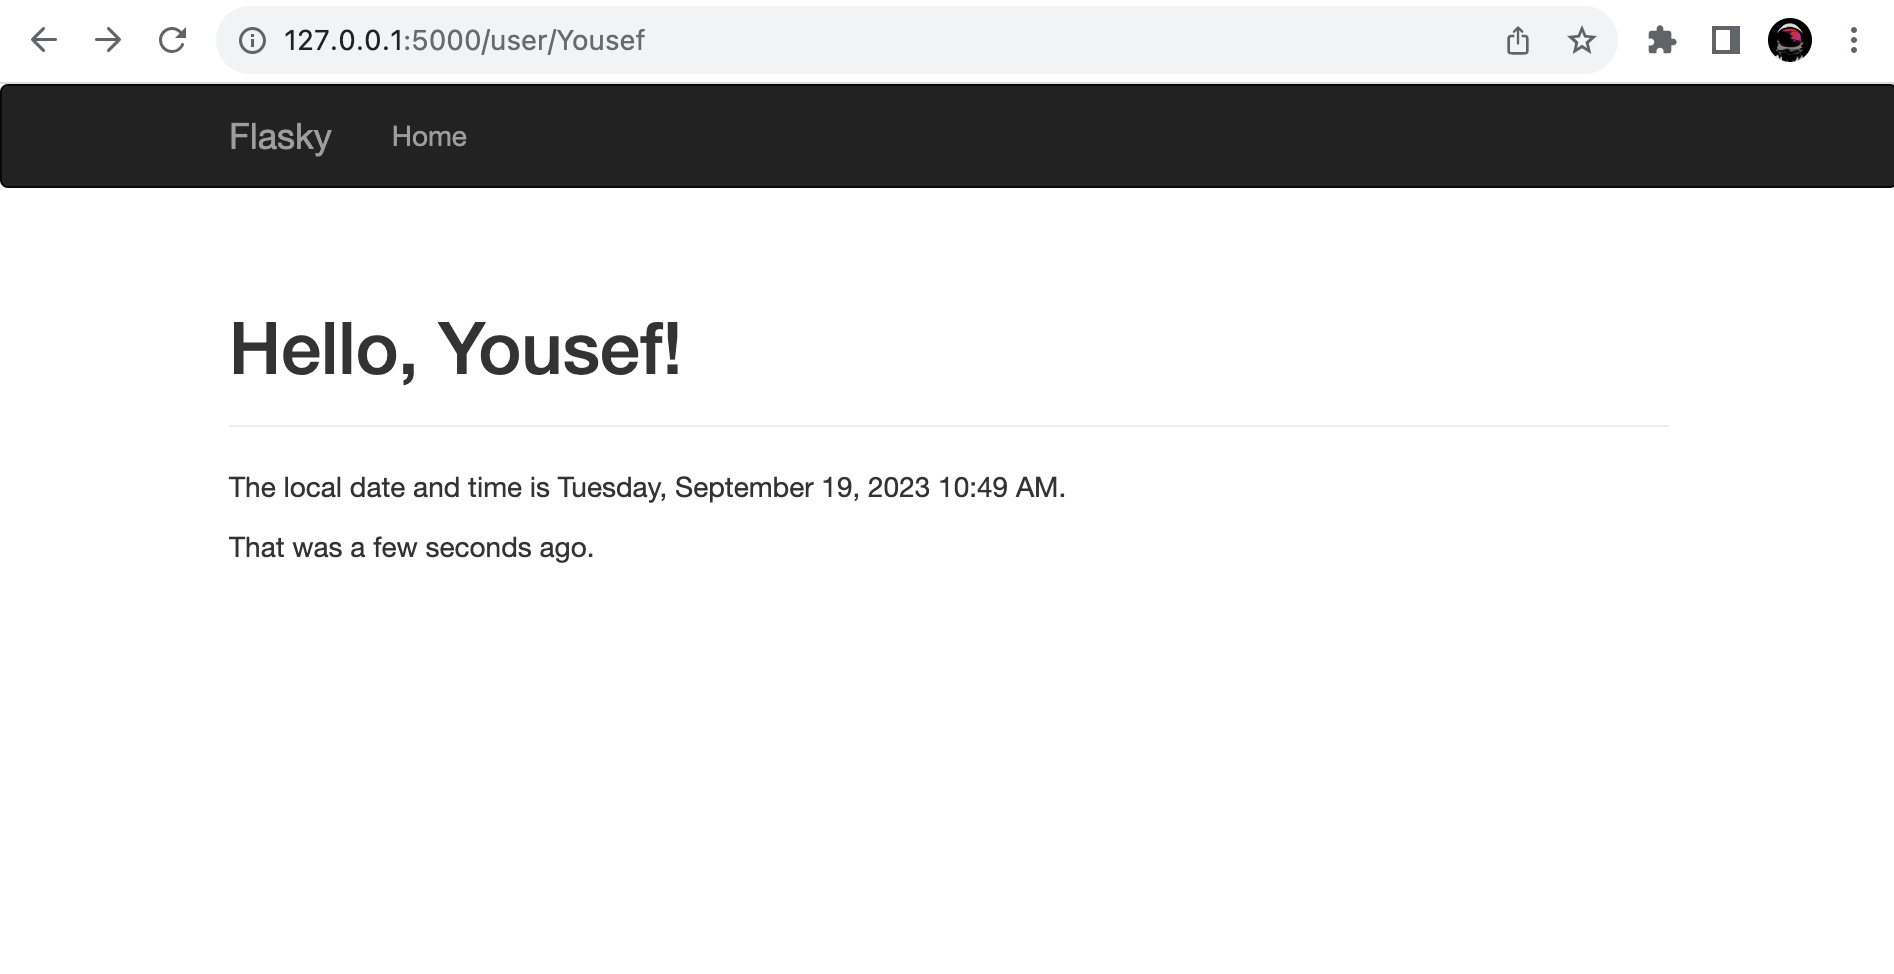 127.0.0.1:5000/user/Yousef
Flasky Home
Hello, Yousef!
The local date and time is Tuesday, September 19, 2023 10:49 AM.
That was a few seconds ago.